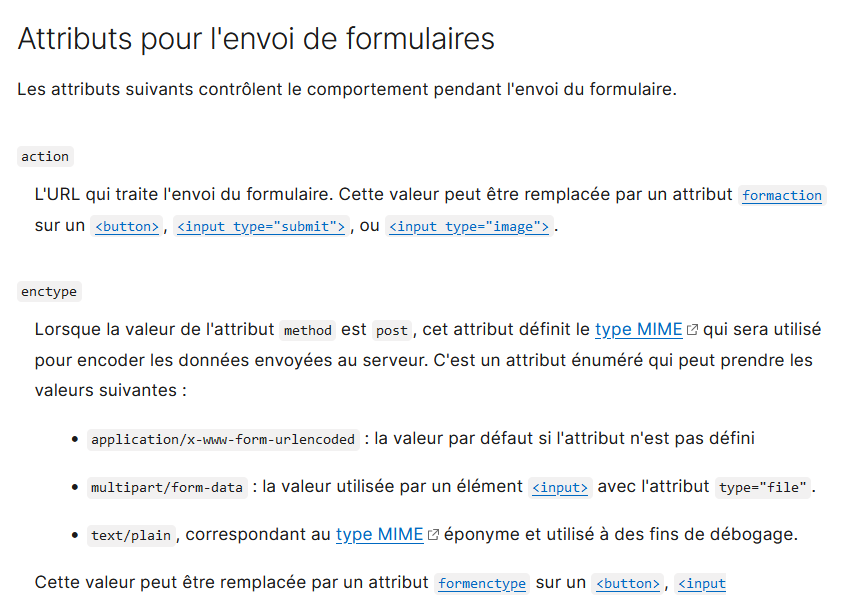 Attributs pour l'envoi de formulaires
Les attributs suivants contrôlent le comportement pendant l'envoi du formulaire.
action
L'URL qui traite l'envoi du formulaire. Cette valeur peut être remplacée par un attribut formaction
sur un <button>, <input type="submit">, ou <input type="image">.
enctype
Lorsque la valeur de l'attribut method est post, cet attribut définit le type MIME qui sera utilisé
pour encoder les données envoyées au serveur. C'est un attribut énuméré qui peut prendre les
valeurs suivantes :
• application/x-www-form-urlencoded : la valeur par défaut si l'attribut n'est pas défini
• multipart/form-data : la valeur utilisée par un élément <input> avec l'attribut type="file".
• text/plain, correspondant au type MIME éponyme et utilisé à des fins de débogage.
Cette valeur peut être remplacée par un attribut formenctype sur un <button>, <input